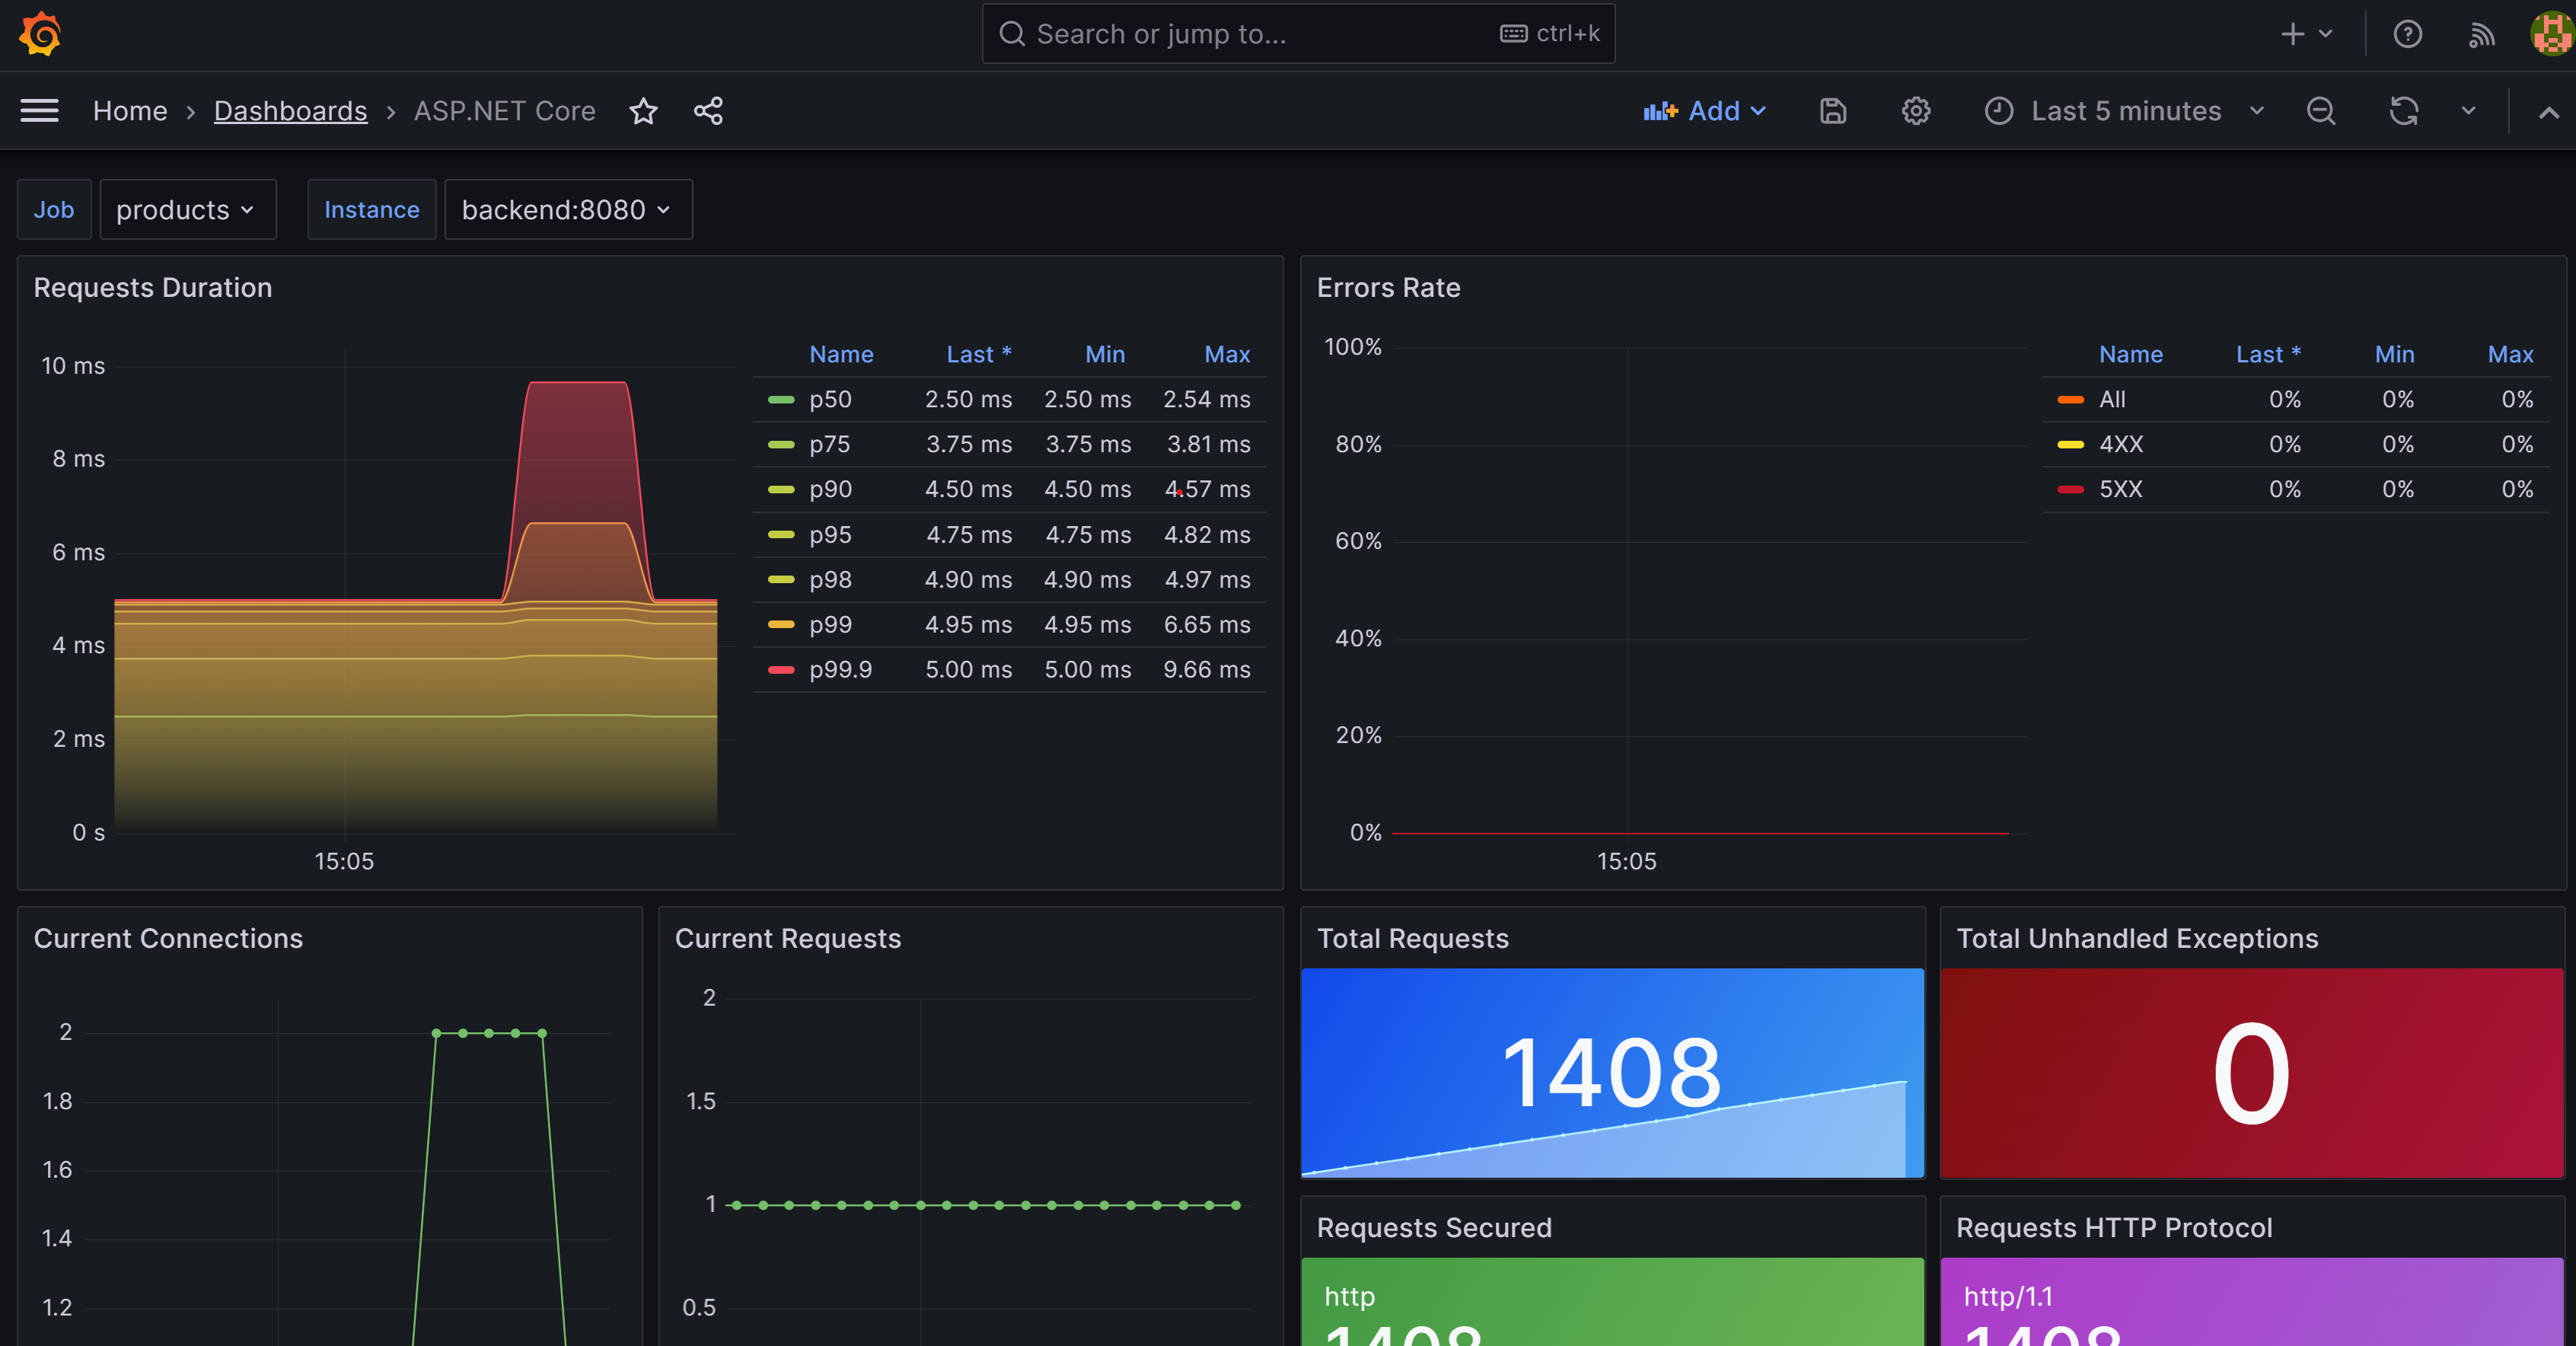 Search or jump to...
ctrl+k
Home › Dashboards › ASP.NET Core
Add
Last 5 minutes
Job
products
Instance
backend:8080
Requests Duration
10 ms
8 ms
6 ms
4 ms
2 ms
0 s
15:05
Name Last * Min Max
p50 2.50 ms 2.50 ms 2.54 ms
p75 3.75 ms 3.75 ms 3.81 ms
p90 4.50 ms 4.50 ms 4.57 ms
p95 4.75 ms 4.75 ms 4.82 ms
p98 4.90 ms 4.90 ms 4.97 ms
p99 4.95 ms 4.95 ms 6.65 ms
p99.9 5.00 ms 5.00 ms 9.66 ms
Errors Rate
100%
80%
60%
40%
20%
0%
15:05
Name Last * Min Max
All 0% 0% 0%
4XX 0% 0% 0%
5XX 0% 0% 0%
Current Connections
2
1.8
1.6
1.4
1.2
Current Requests
2
1.5
1
0.5
Total Requests
1408
Total Unhandled Exceptions
0
Requests Secured
http
1408
Requests HTTP Protocol
http/1.1
1408